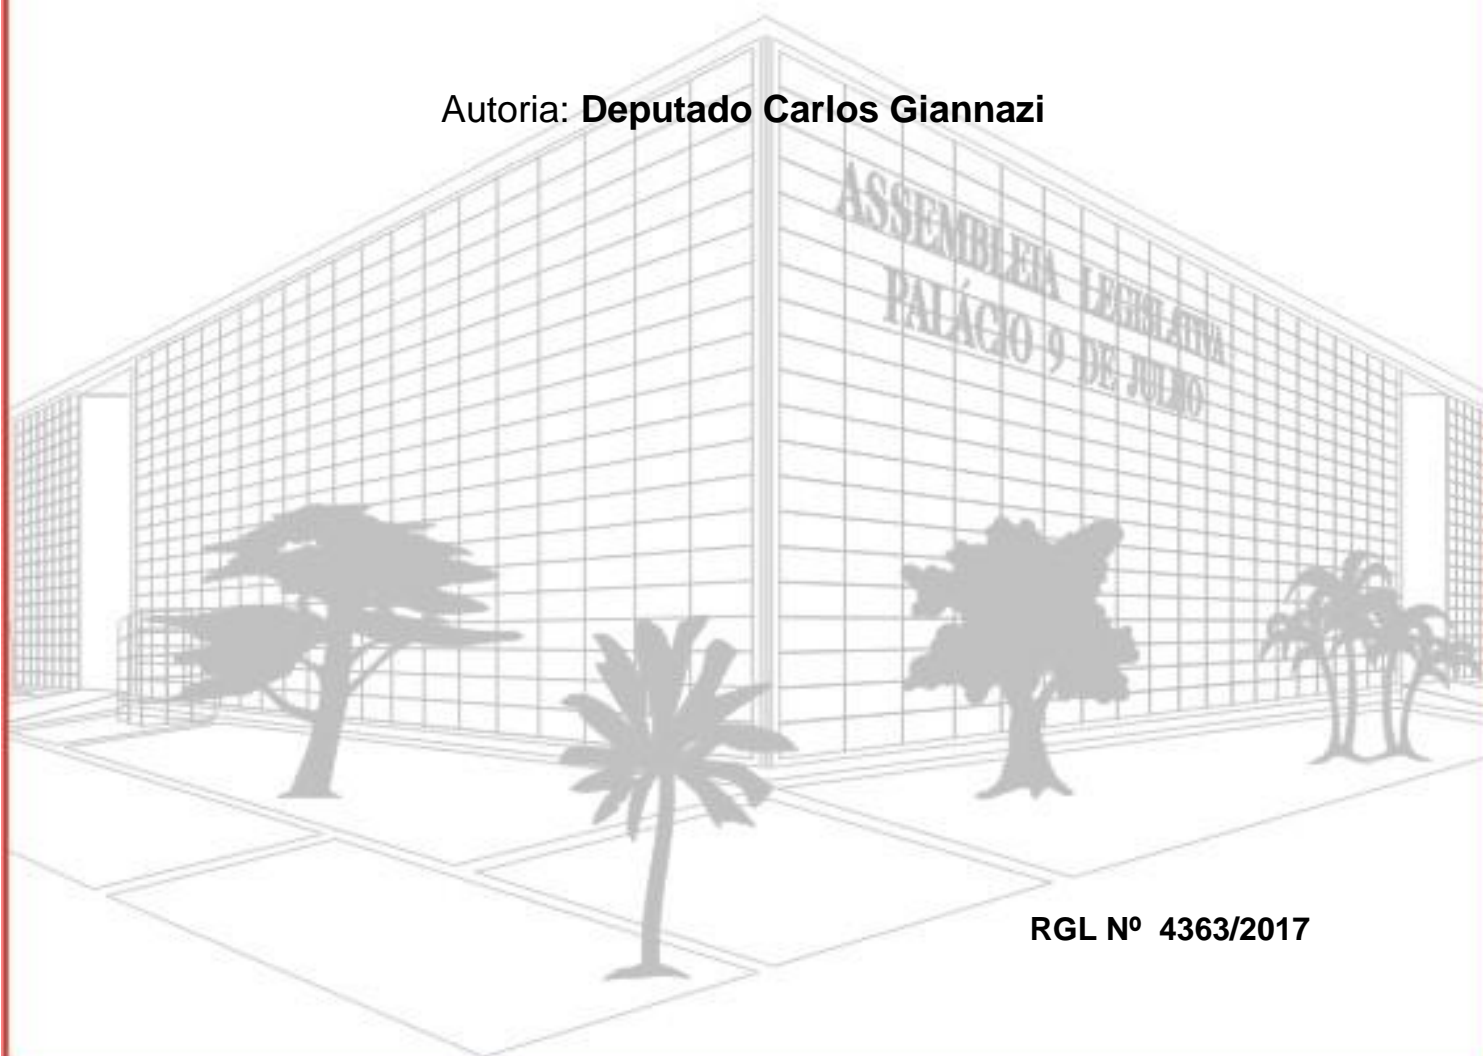 Autoria: Deputado Carlos Giannazi
ASSEMBLEIA LEGISLATIVA
PALÁCIO 9 DE JULHO
RGL Nº 4363/2017